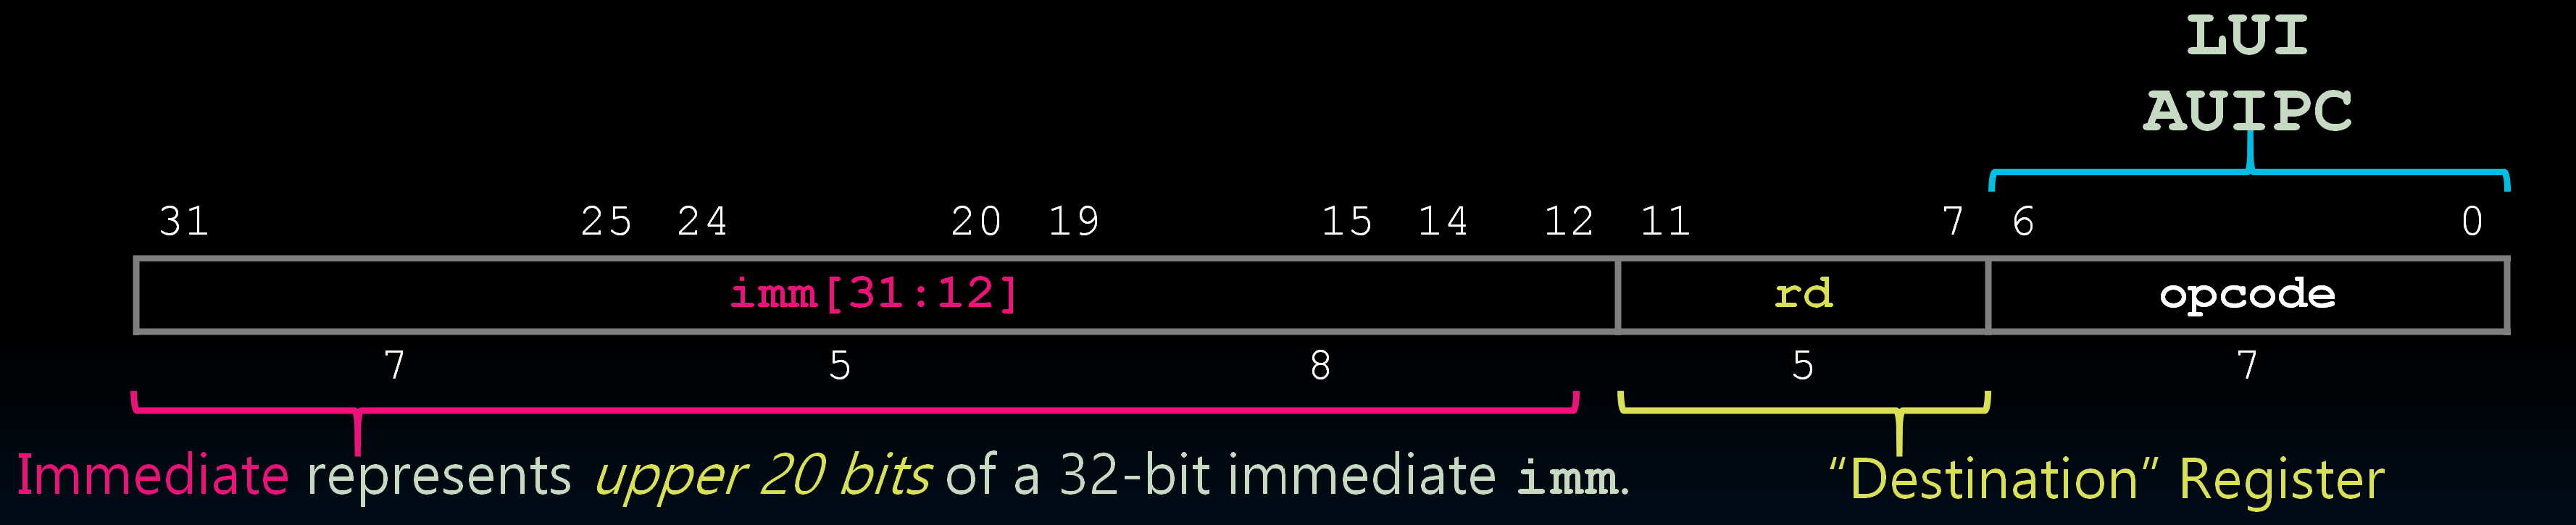 LUI
AUIPC
31 25 24 20 19 15 14 12 11 7 6 0
imm[31:12] rd opcode
7 5 8 5 7
Immediate represents upper 20 bits of a 32-bit immediate imm. “Destination” Register